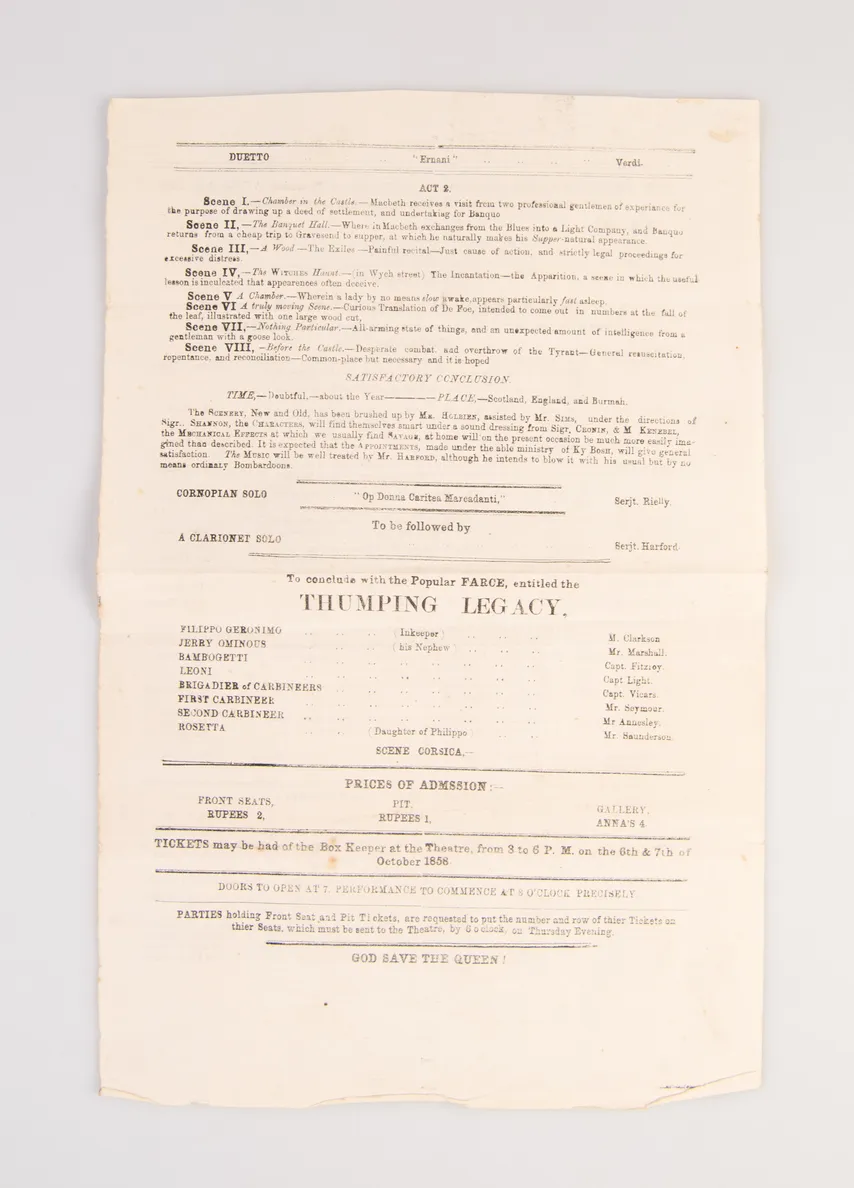 DUETTO .. "Ernani" .. .. .. .. Verdi.
ACT 2.
Scene I,—Chamber in the Castle.—Macbeth receives a visit from two professional gentlemen of experiance for
the purpose of drawing up a deed of settlement, and undertaking for Banquo
Scene II,—The Banquet Hall.—Where in Macboth exchanges from the Blues into a Light Company, and Banquo
returns from a cheap trip to Gravesend to supper, at which he naturally makes his Supper-natural appearance.
Scene III,—A Wood—The Exiles—Painful recital—Just cause of action, and strictly legal proceedings for
excessive distress.
Scene IV,—The WITCHES Haunt—(in Wych street) The Incantation—the Apparition, a scene in which the useful
lesson is inculcated that appearences often deceive.
Scene V A Chamber.—Wherein a lady by no means slow awake, appears particularly fast asleep.
Scene VI A truly moving Scene.—Curious Translation of De Foe, intended to come out in numbers at the fall of
the leaf, illustrated with one large wood cut,
Scene VII,—Nothing Particular.—All-arming state of things, and an unexpected amount of intelligence from a
gentleman with a goose look.
Scene VIII,—Before the Castle.—Desperate combat, and overthrow of the Tyrant—General resuscitation,
repentance, and reconciliation—Common-place but necessary and it is hoped
SATISFACTORY CONCLUSION.
TIME,—Doubtful,—about the Year————PLACE,—Scotland, England, and Burmah.
The SCENERY, New and Old, has been brushed up by MR. HOLBIEN, assisted by Mr. SIMS, under the directions of
Sigr. SHANNON, the CHARACTERS, will find themselves smart under a sound dressing from Sigr, CRONIN, & M KENEBEL,
the MECHANICAL EFFECTS at which we usually find SAVAGE, at home will on the present occasion be much more easily ima-
gined than described. It is expected that the APPOINTMENTS, made under the able ministry of KY BOSH, will give general
satisfaction. The MUSIC will be well treated by Mr. HARFORD, although he intends to blow it with his usual but by no
means ordinary Bombardoons.
CORNOPIAN SOLO "Op Donna Caritea Marcadanti," Serjt. Rielly.
To be followed by
A CLARIONET SOLO Serjt. Harford.
To conclude with the Popular FARCE, entitled the
THUMPING LEGACY,
FILIPPO GERONIMO .. .. .. (Inkeeper) .. .. .. M. Clarkson
JERRY OMINOUS .. .. .. (his Nephew) .. .. .. Mr. Marshall.
BAMBOGETTI .. .. .. .. .. .. .. Capt. Fitzroy.
LEONI .. .. .. .. .. .. .. Capt Light.
BRIGADIER of CARBINEERS .. .. .. .. .. .. Capt. Vicars.
FIRST CARBINEER .. .. .. .. .. .. .. Mr. Seymour.
SECOND CARBINEER .. .. .. .. .. .. .. Mr Annesley.
ROSETTA .. .. (Daughter of Philippo) .. .. Mr. Saunderson.
SCENE CORSICA,—
PRICES OF ADMSSION:—
FRONT SEATS, PIT. GALLERY,
RUPEES 2, RUPEES 1, ANNA'S 4.
TICKETS may be had of the Box Keeper at the Theatre, from 3 to 6 P. M. on the 6th & 7th of
October 1858
DOORS TO OPEN AT 7. PERFORMANCE TO COMMENCE AT 8 O'CLOCK PRECISELY.
PARTIES holding Front Seat and Pit Tickets, are requested to put the number and row of thier Tickets on
thier Seats, which must be sent to the Theatre, by 6 o clock, on Thursday Evening.
GOD SAVE THE QUEEN!